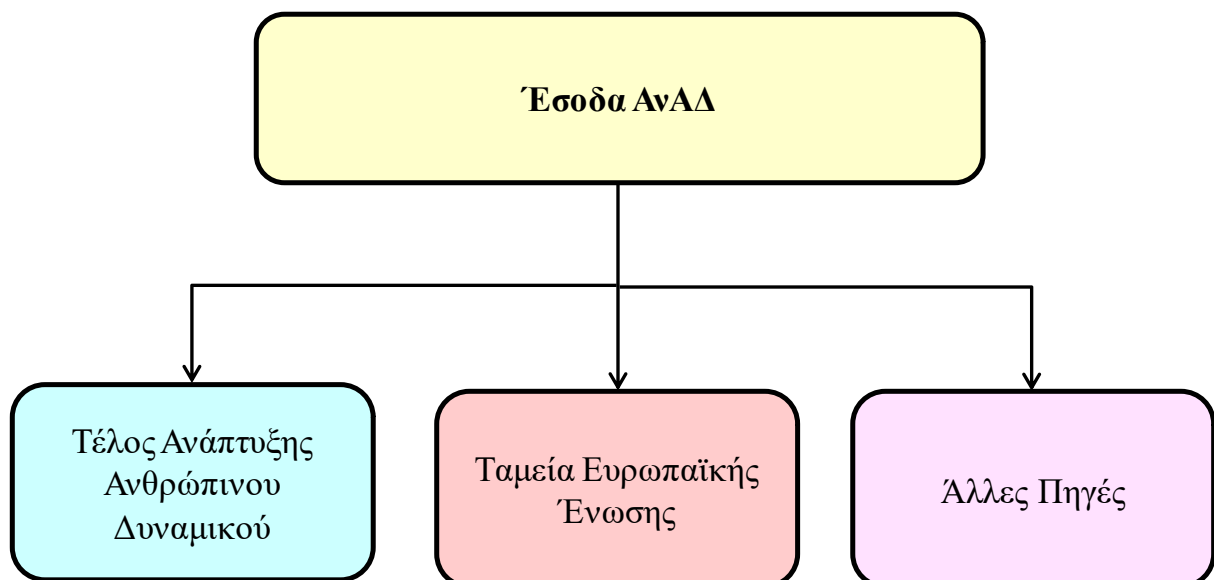 Έσοδα ΑνΑΔ
Τέλος Ανάπτυξης
Ανθρώπινου
Δυναμικού
Ταμεία Ευρωπαϊκής
Ένωσης
Άλλες Πηγές